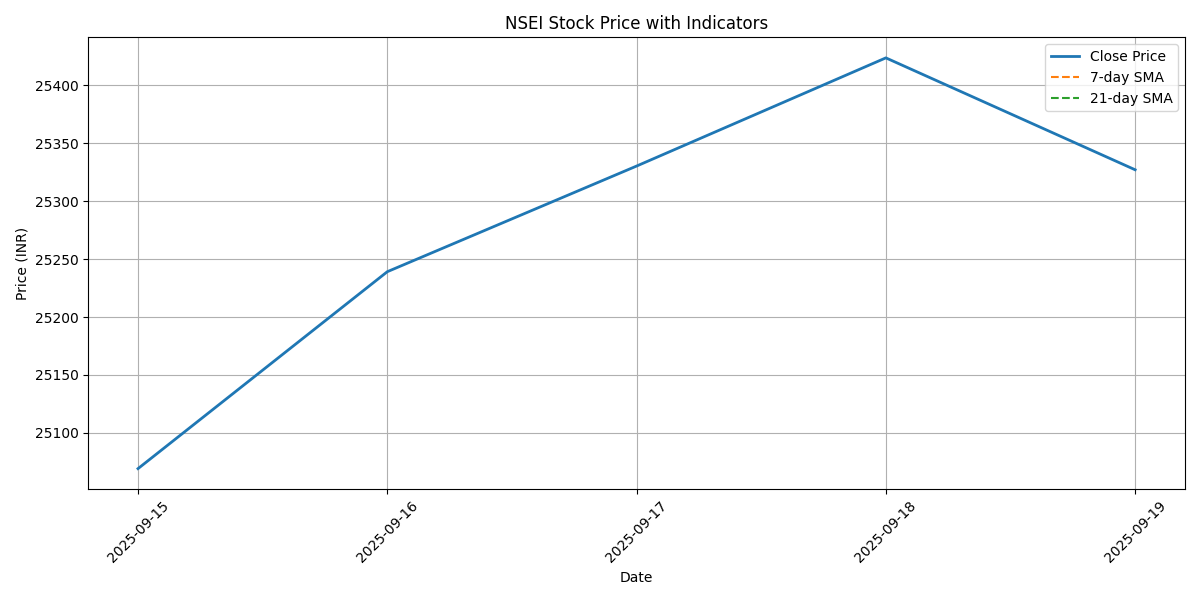 NSEI Stock Price with Indicators
Close Price
7-day SMA
21-day SMA
Price (INR)
25400
25350
25300
25250
25200
25150
25100
2025-09-15
2025-09-16
2025-09-17
2025-09-18
2025-09-19
Date